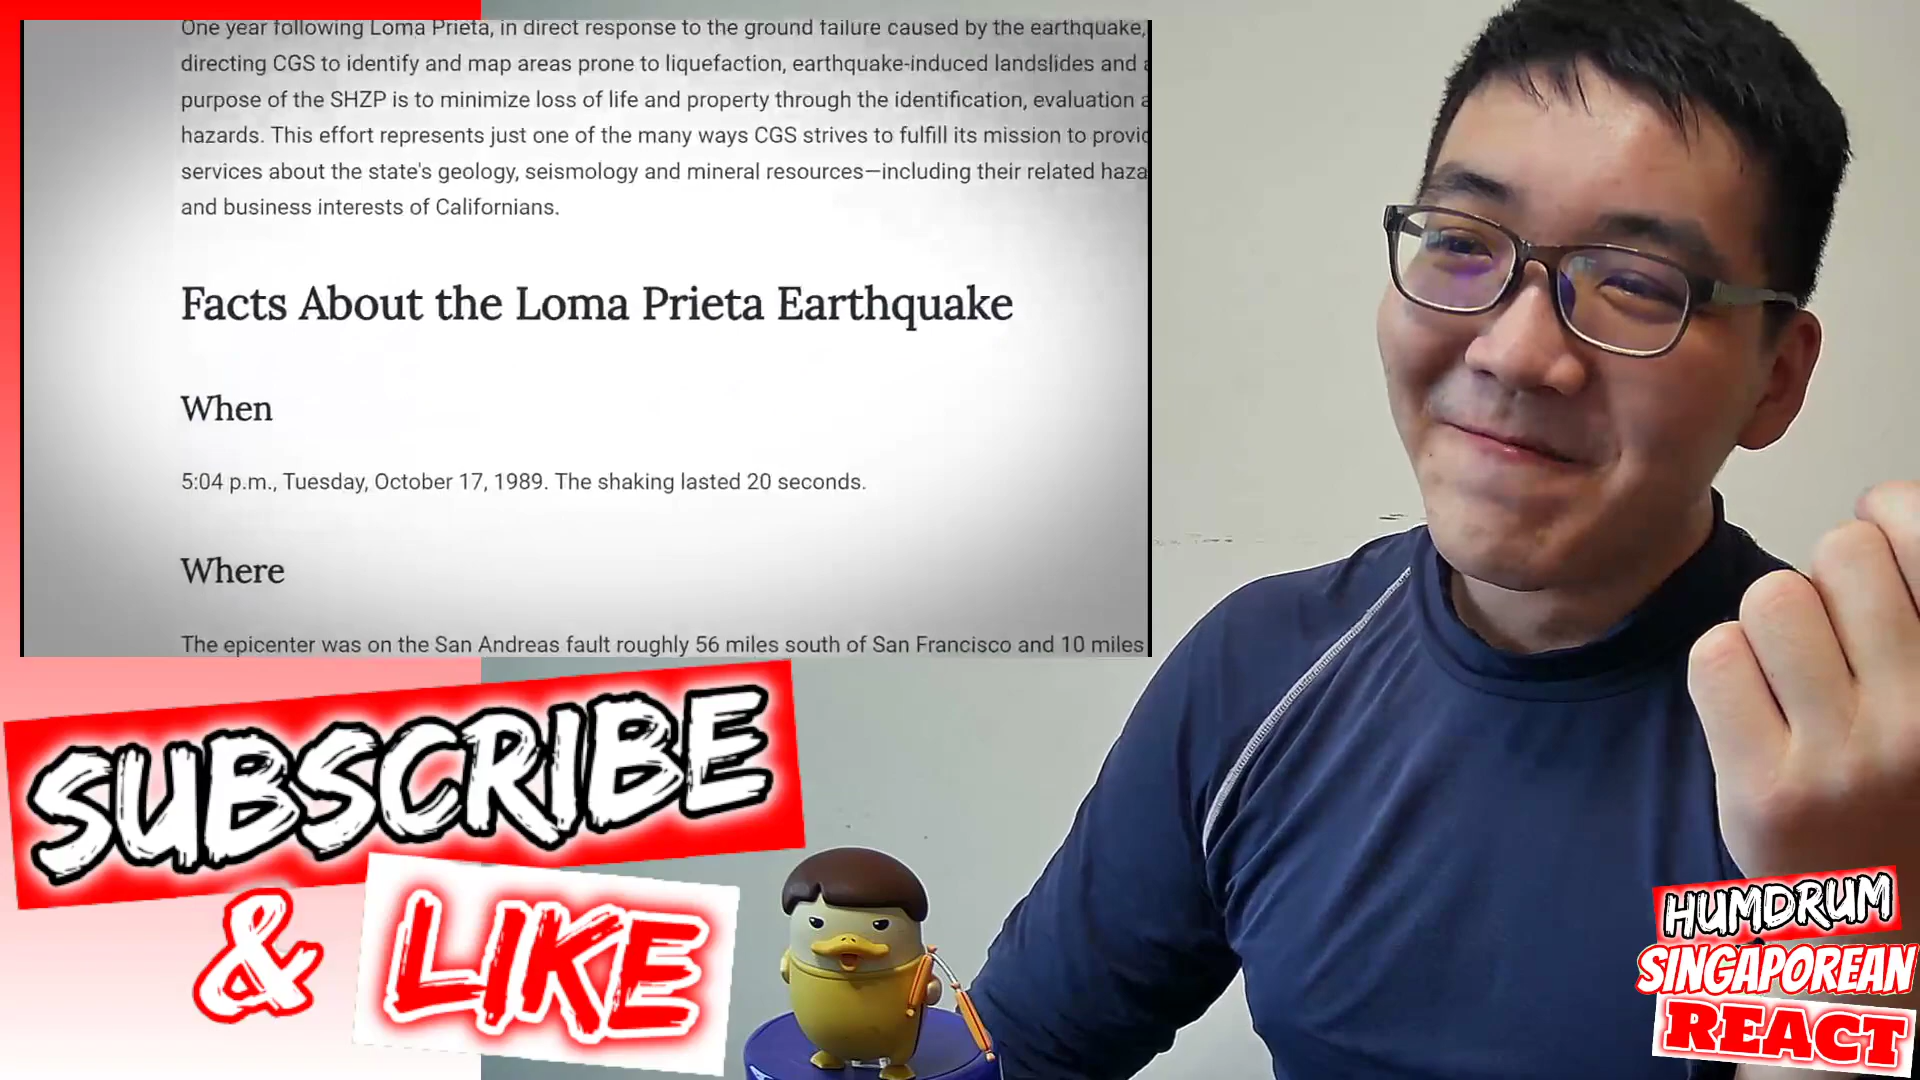 One year following Loma Prieta, in direct response to the ground failure caused by the earthquake,
directing CGS to identify and map areas prone to liquefaction, earthquake-induced landslides and
purpose of the SHZP is to minimize loss of life and property through the identification, evaluation
hazards. This effort represents just one of the many ways CGS strives to fulfill its mission to
services about the state's geology, seismology and mineral resources—including their related
and business interests of Californians.
Facts About the Loma Prieta Earthquake
When
5:04 p.m., Tuesday, October 17, 1989. The shaking lasted 20 seconds.
Where
The epicenter was on the San Andreas fault roughly 56 miles south of San Francisco and 10 miles
SUBSCRIBE
& LIKE
HUMDRUM
SINGAPOREAN
REACT